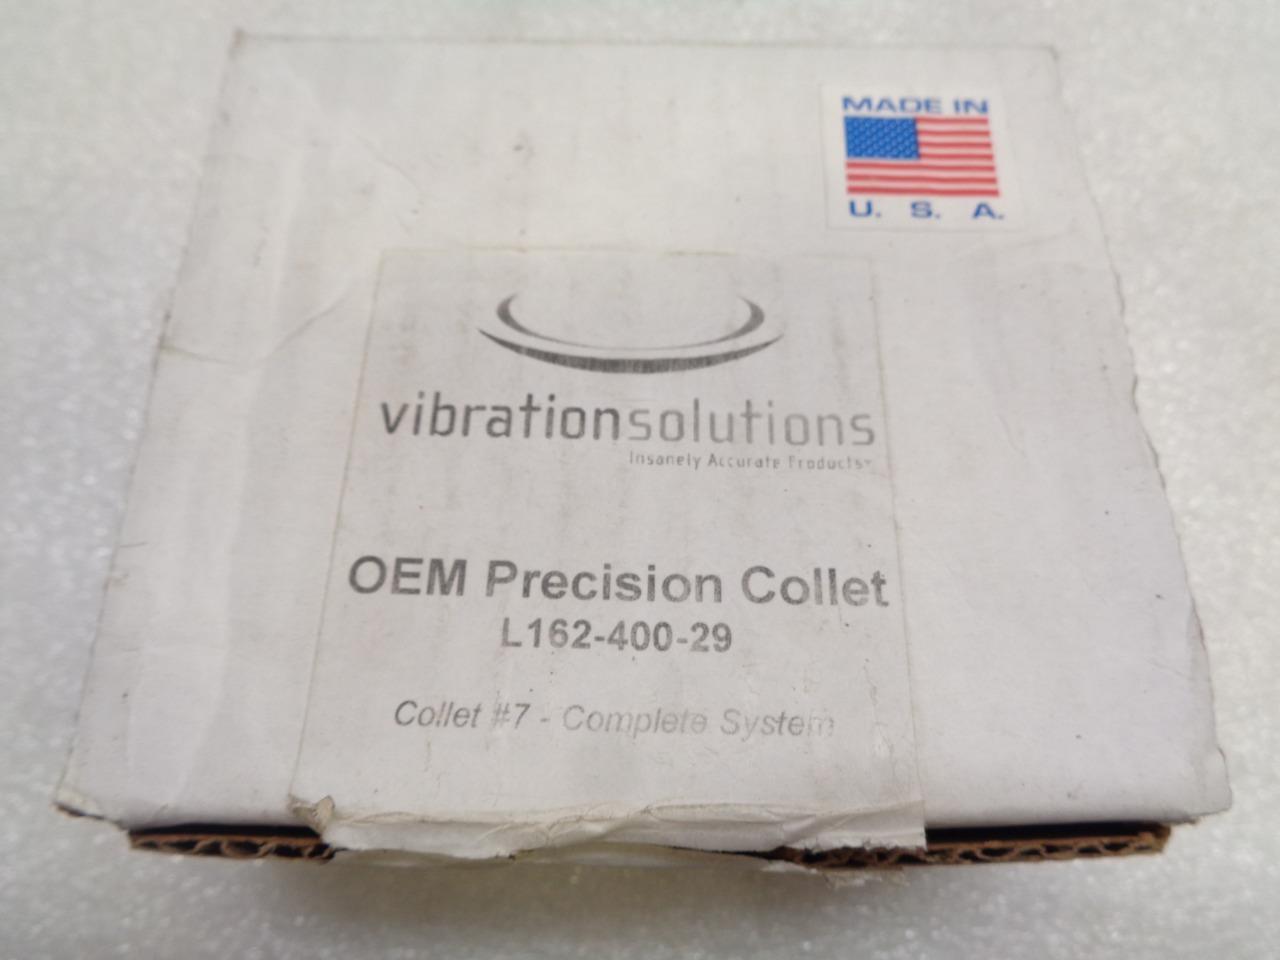 MADE IN
U. S. A.
vibrationsolutions
Insanely Accurate Products™
OEM Precision Collet
L162-400-29
Collet #7 - Complete System